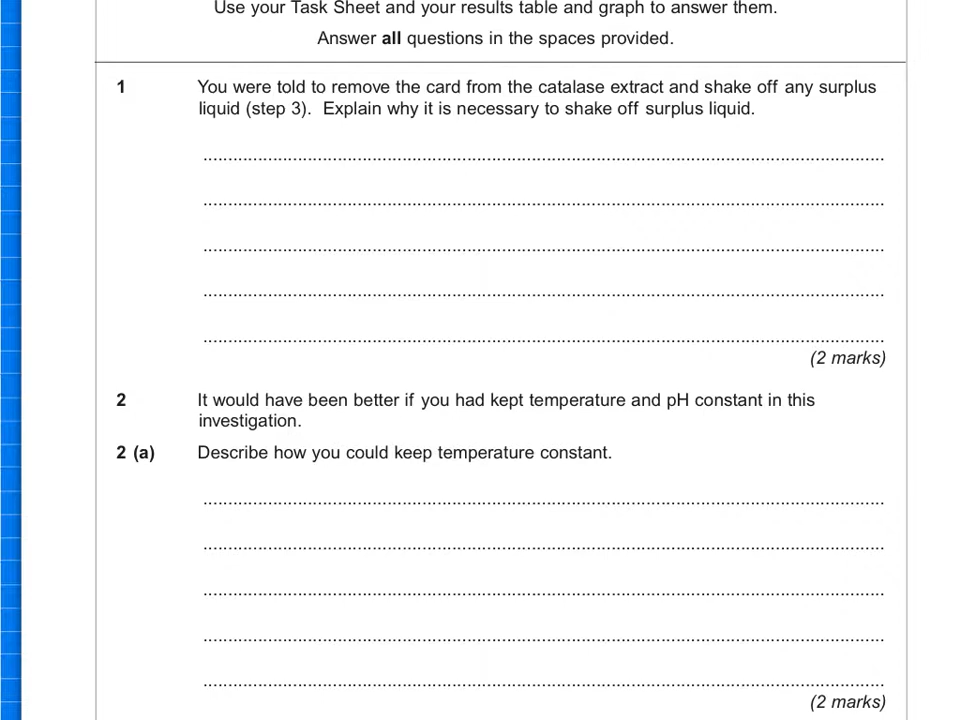 Use your Task Sheet and your results table and graph to answer them.
Answer all questions in the spaces provided.
1 You were told to remove the card from the catalase extract and shake off any surplus
liquid (step 3). Explain why it is necessary to shake off surplus liquid.
(2 marks)
2 It would have been better if you had kept temperature and pH constant in this
investigation.
2 (a) Describe how you could keep temperature constant.
(2 marks)